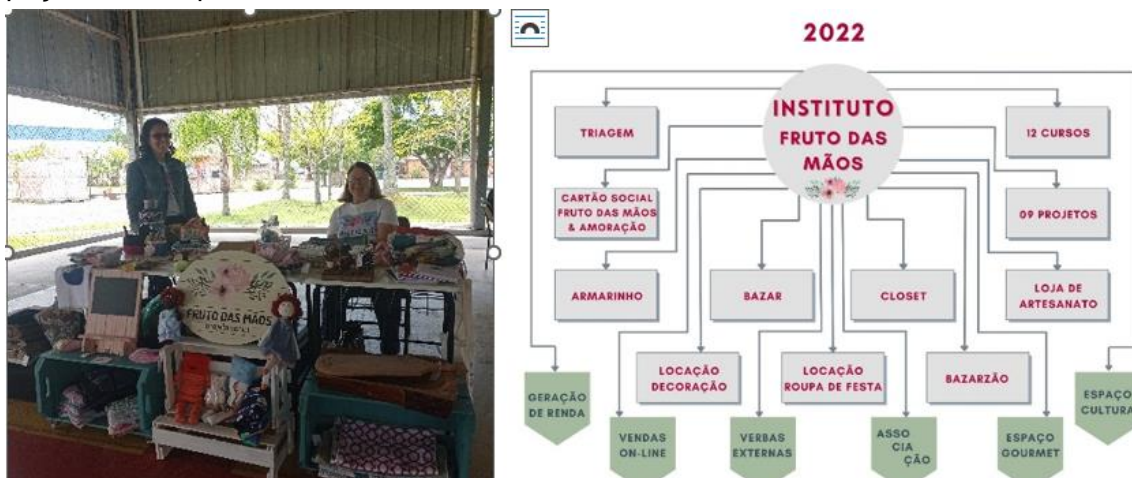 FRUTO DAS MÃOS
2022
INSTITUTO
FRUTO DAS
MÃOS
TRIAGEM
12 CURSOS
CARTÃO SOCIAL
FRUTO DAS MÃOS
& AMORAÇÃO
09 PROJETOS
ARMARINHO
BAZAR
CLOSET
LOJA DE
ARTESANATO
LOCAÇÃO
DECORAÇÃO
LOCAÇÃO
ROUPA DE FESTA
BAZARZÃO
GERAÇÃO
DE RENDA
VENDAS
ON-LINE
VERBAS
EXTERNAS
ASSO
CIA
ÇÃO
ESPAÇO
GOURMET
ESPAÇO
CULTURA